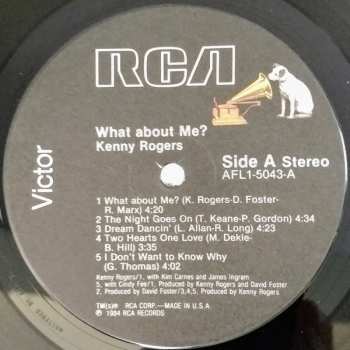 RCA
Victor
What about Me?
Kenny Rogers
Side A Stereo
AFL1-5043-A
1 What about Me? (K. Rogers-D. Foster-
R. Marx) 4:20
2 The Night Goes On (T. Keane-P. Gordon) 4:34
3 Dream Dancin' (L. Allan-R. Long) 4:23
4 Two Hearts One Love (M. Dekle-
B. Hill) 3:35
5 I Don't Want to Know Why
(G. Thomas) 4:02
Kenny Rogers/1. with Kim Carnes and James Ingram
5. with Cindy Fee/1. Produced by Kenny Rogers and David Foster
2. Produced by David Foster/3,4,5. Produced by Kenny Rogers
TM(s)® RCA CORP.—MADE IN U.S.A
℗ 1984 RCA RECORDS